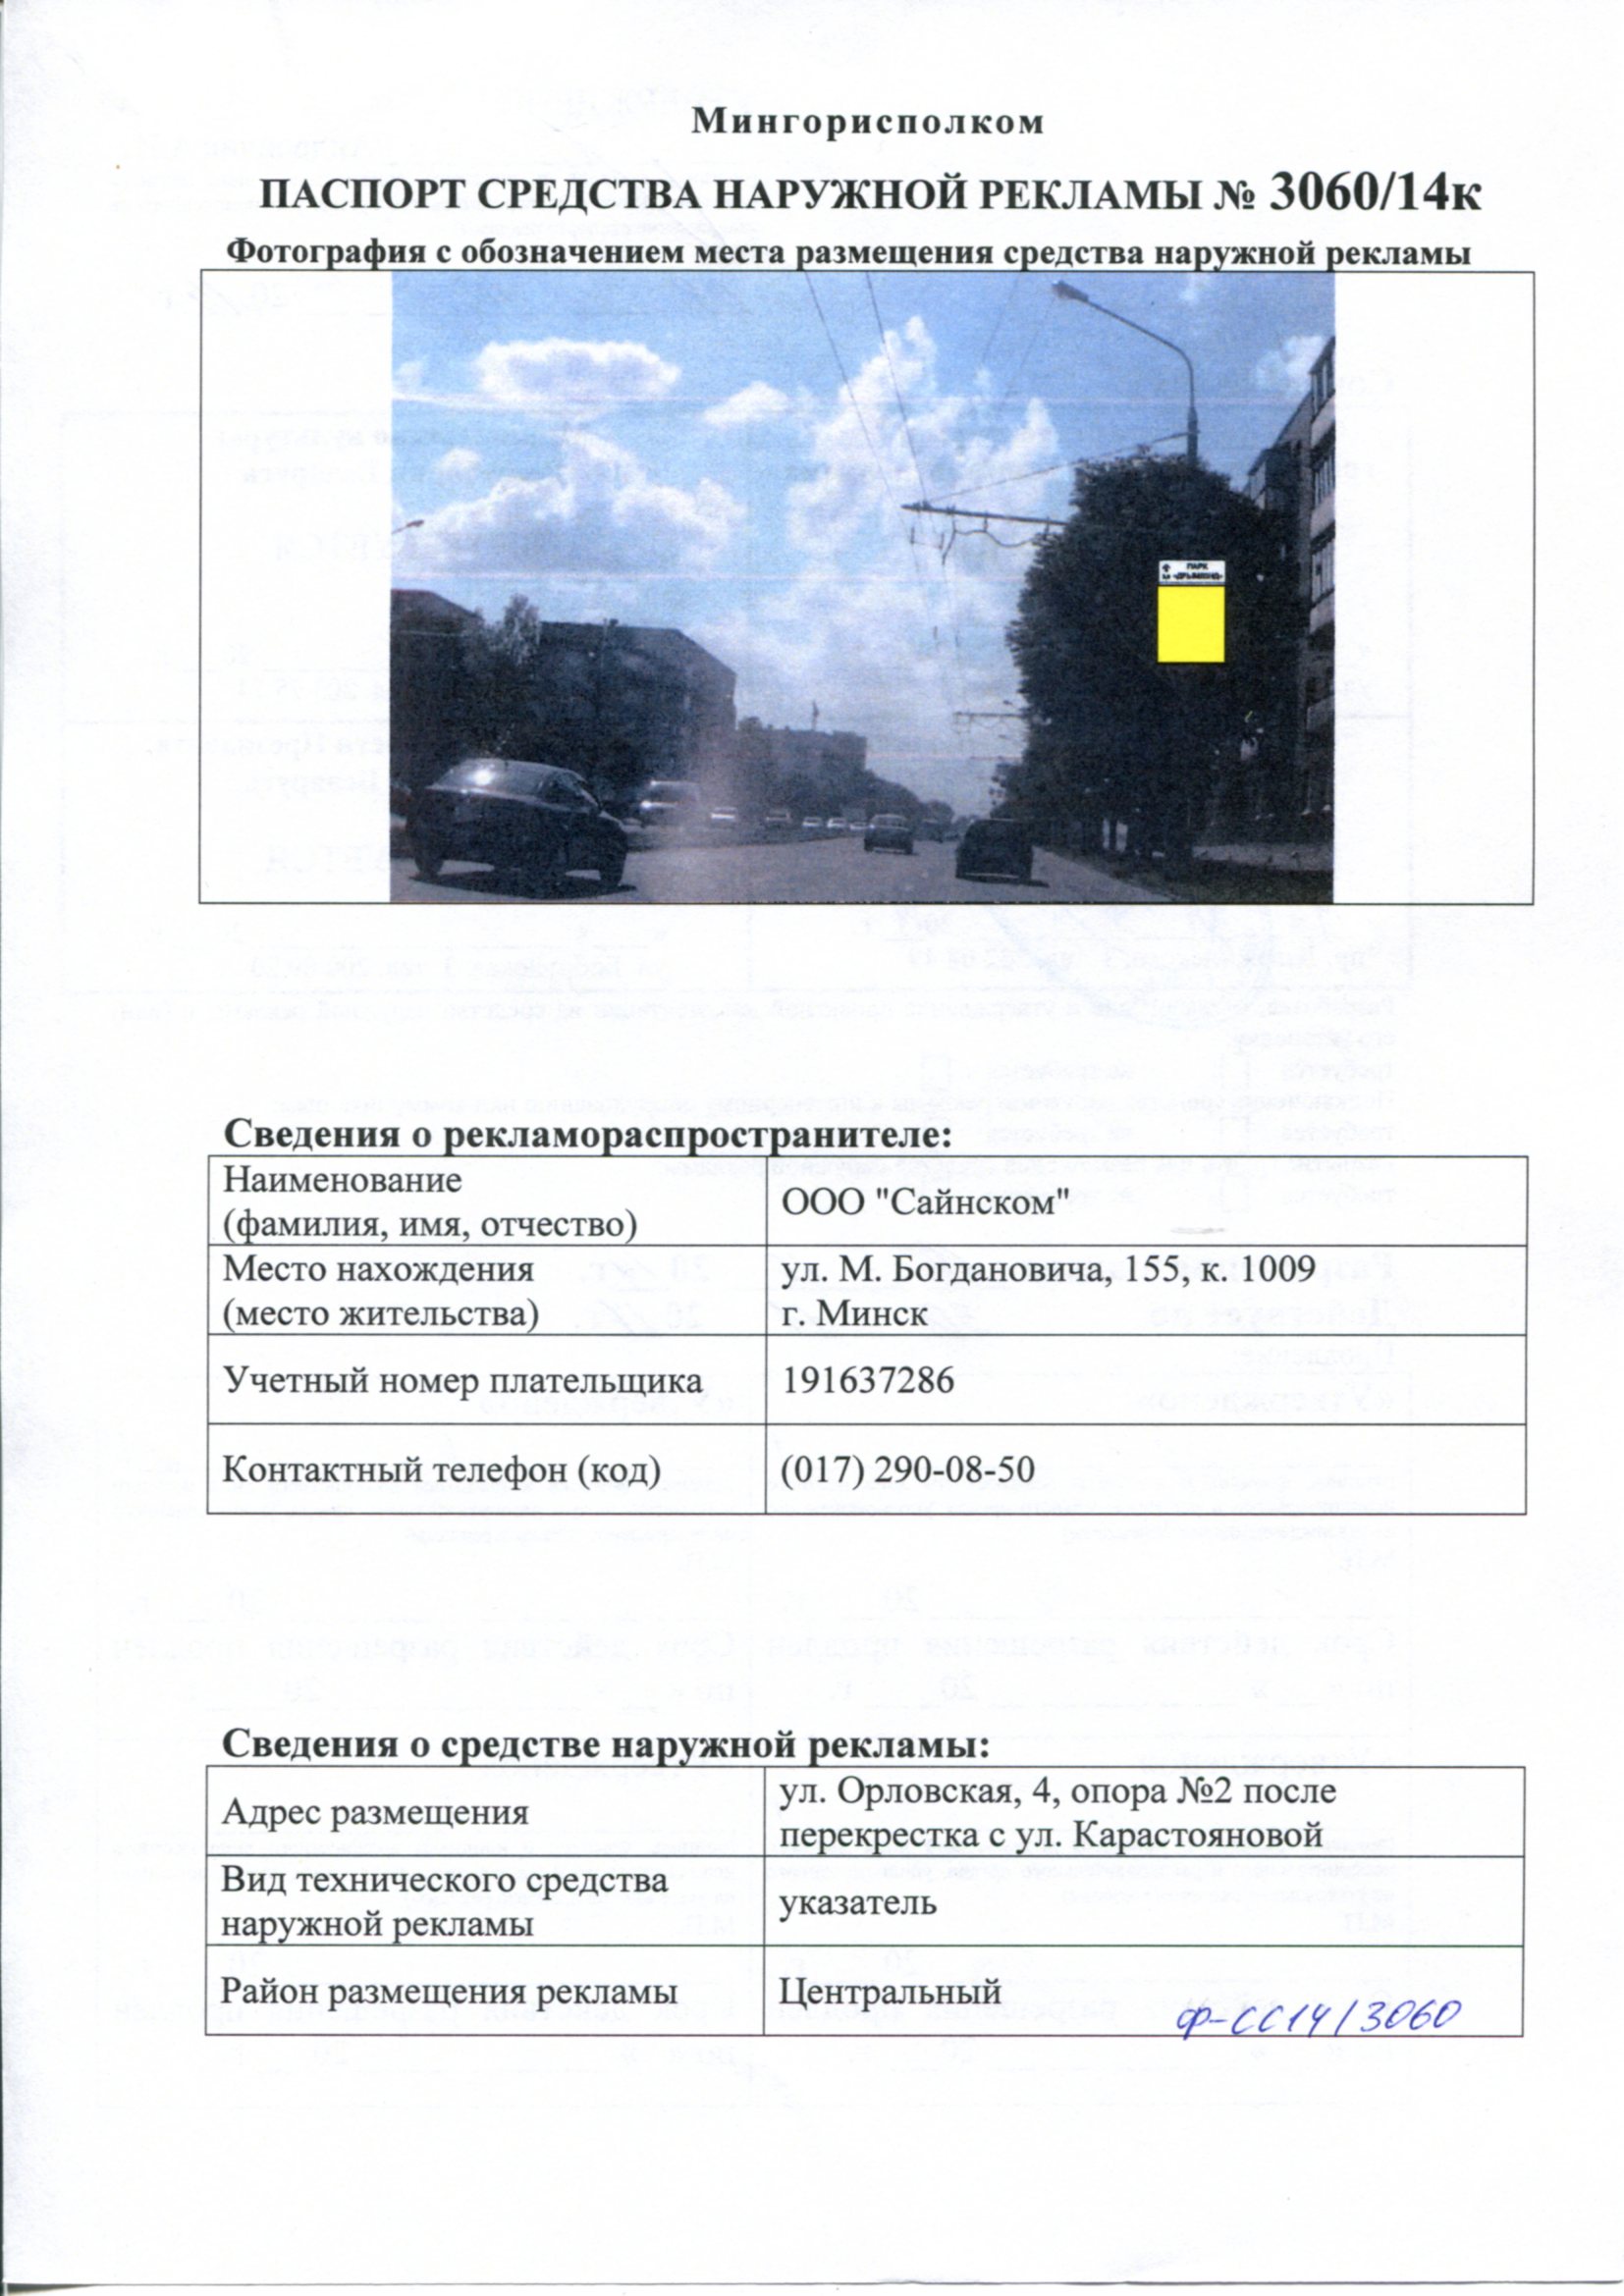 Мингорисполком
ПАСПОРТ СРЕДСТВА НАРУЖНОЙ РЕКЛАМЫ № 3060/14к
Фотография с обозначением места размещения средства наружной рекламы
ПАРК
Сведения о рекламораспространителе:
Наименование
(фамилия, имя, отчество)
ООО "Сайнском"
Место нахождения
(место жительства)
ул. М. Богдановича, 155, к. 1009
г. Минск
Учетный номер плательщика
191637286
Контактный телефон (код)
(017) 290-08-50
Сведения о средстве наружной рекламы:
Адрес размещения
ул. Орловская, 4, опора №2 после
перекрестка с ул. Карастояновой
Вид технического средства
наружной рекламы
указатель
Район размещения рекламы
Центральный
Ф-СС14/3060